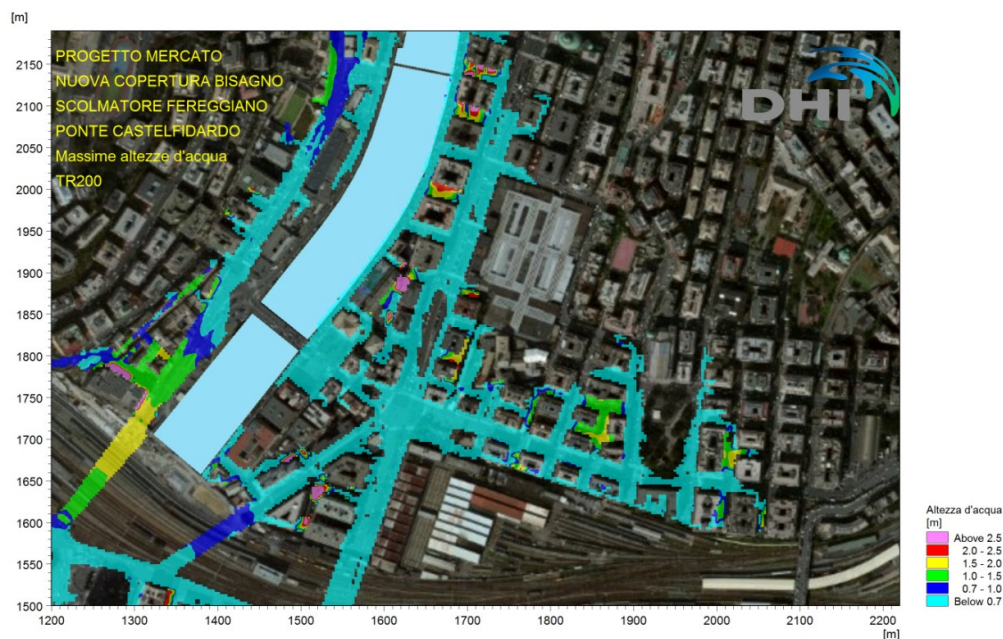 [m]
PROGETTO MERCATO
NUOVA COPERTURA BISAGNO
SCOLMATORE FEREGGIANO
PONTE CASTELFIDARDO
Massime altezze d'acqua
TR200
DHI
2150
2100
2050
2000
1950
1900
1850
1800
1750
1700
1650
1600
1550
1500
1200 1300 1400 1500 1600 1700 1800 1900 2000 2100 2200
[m]
Altezza d'acqua
[m]
Above 2.5
2.0 - 2.5
1.5 - 2.0
1.0 - 1.5
0.7 - 1.0
Below 0.7